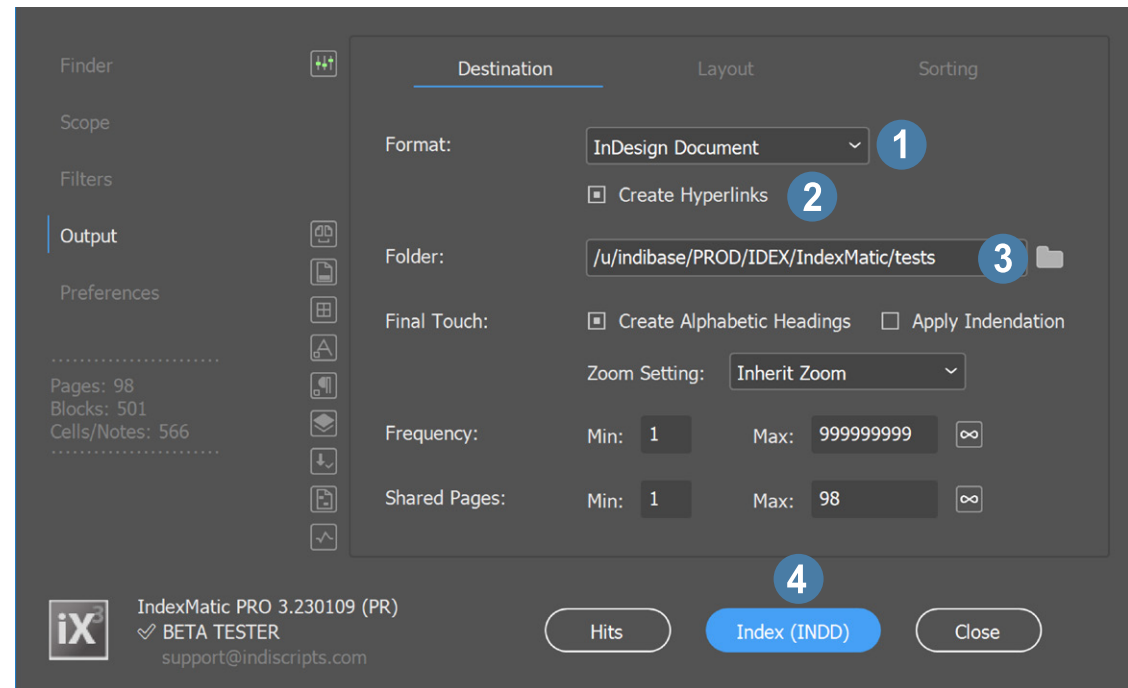 Finder
Scope
Filters
Output
Preferences
Pages: 98
Blocks: 501
Cells/Notes: 566
Destination Layout Sorting
Format: InDesign Document 1
Create Hyperlinks 2
Folder: /u/indibase/PROD/IDEX/IndexMatic/tests 3
Final Touch: Create Alphabetic Headings Apply Indendation
Zoom Setting: Inherit Zoom
Frequency: Min: 1 Max: 999999999 ∞
Shared Pages: Min: 1 Max: 98 ∞
4
iX3
IndexMatic PRO 3.230109 (PR)
BETA TESTER
support@indiscripts.com
Hits Index (INDD) Close